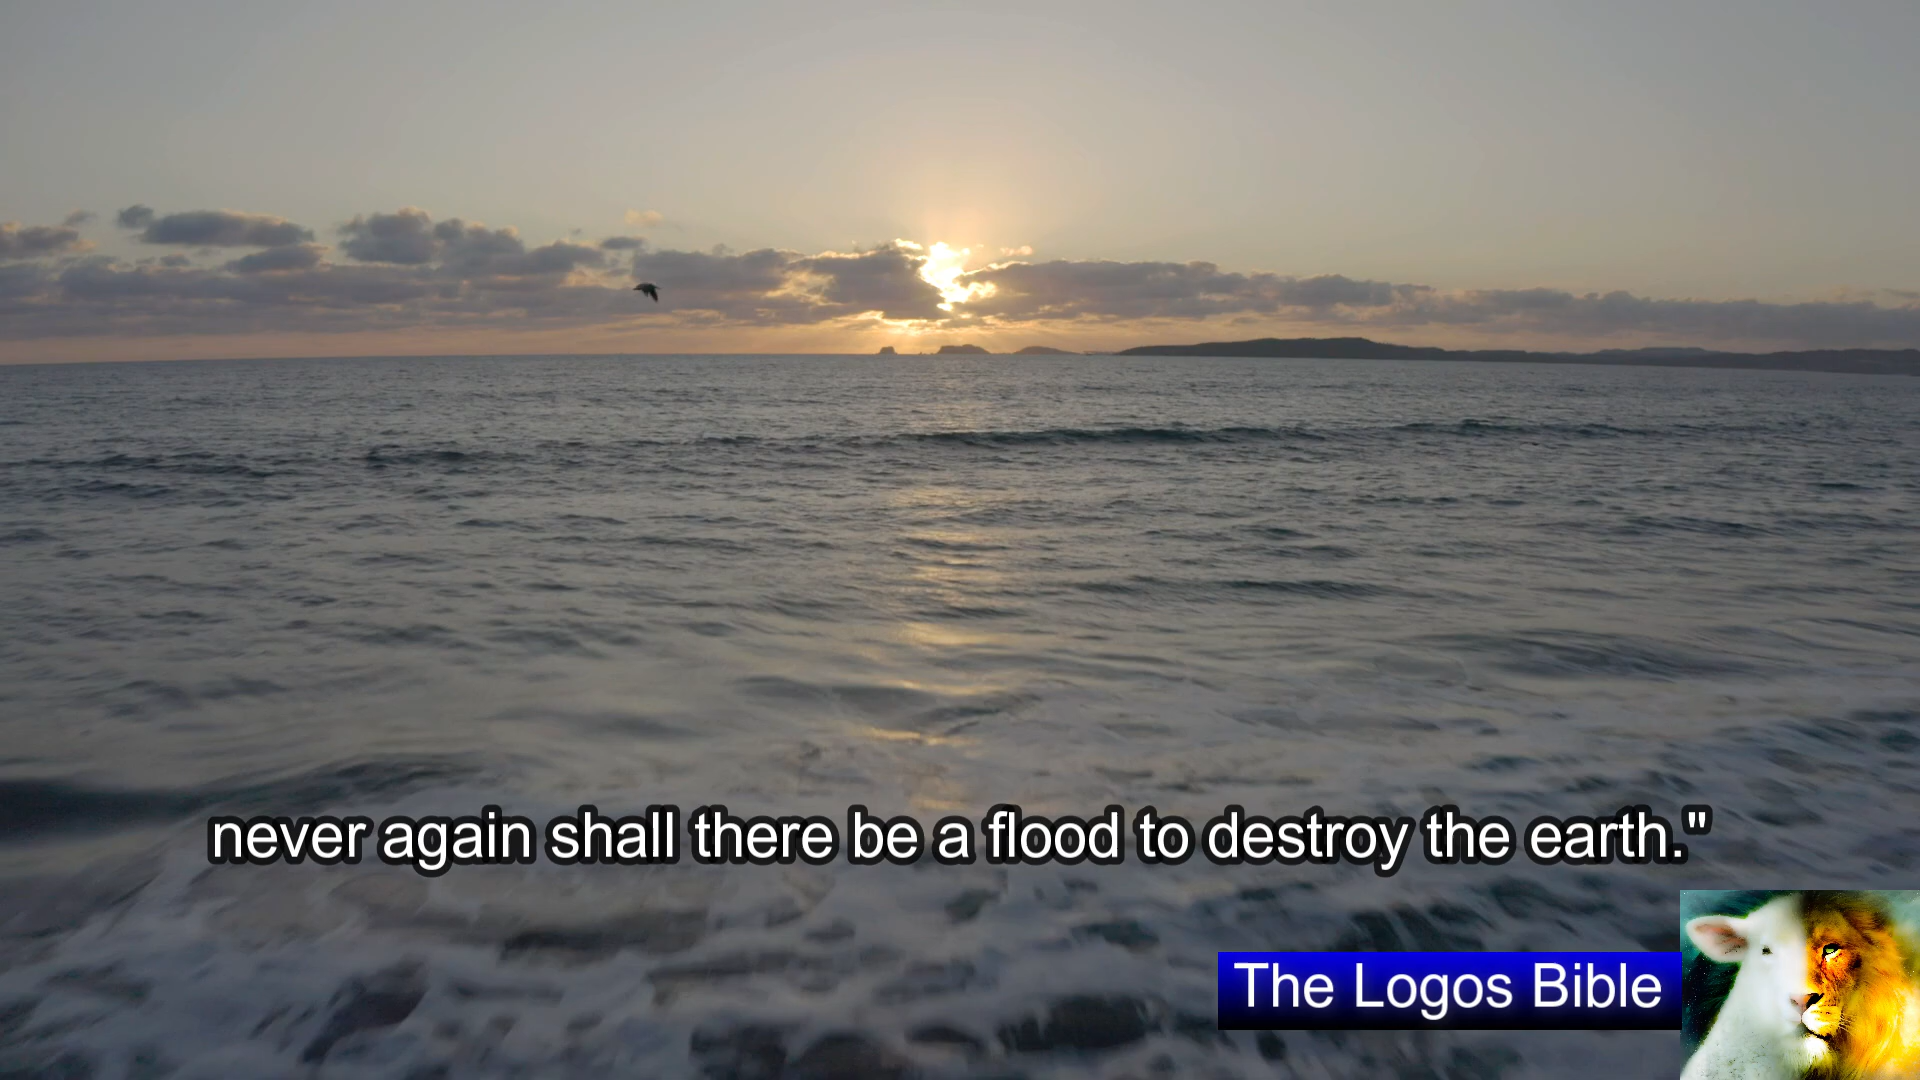 never again shall there be a flood to destroy the earth."
The Logos Bible